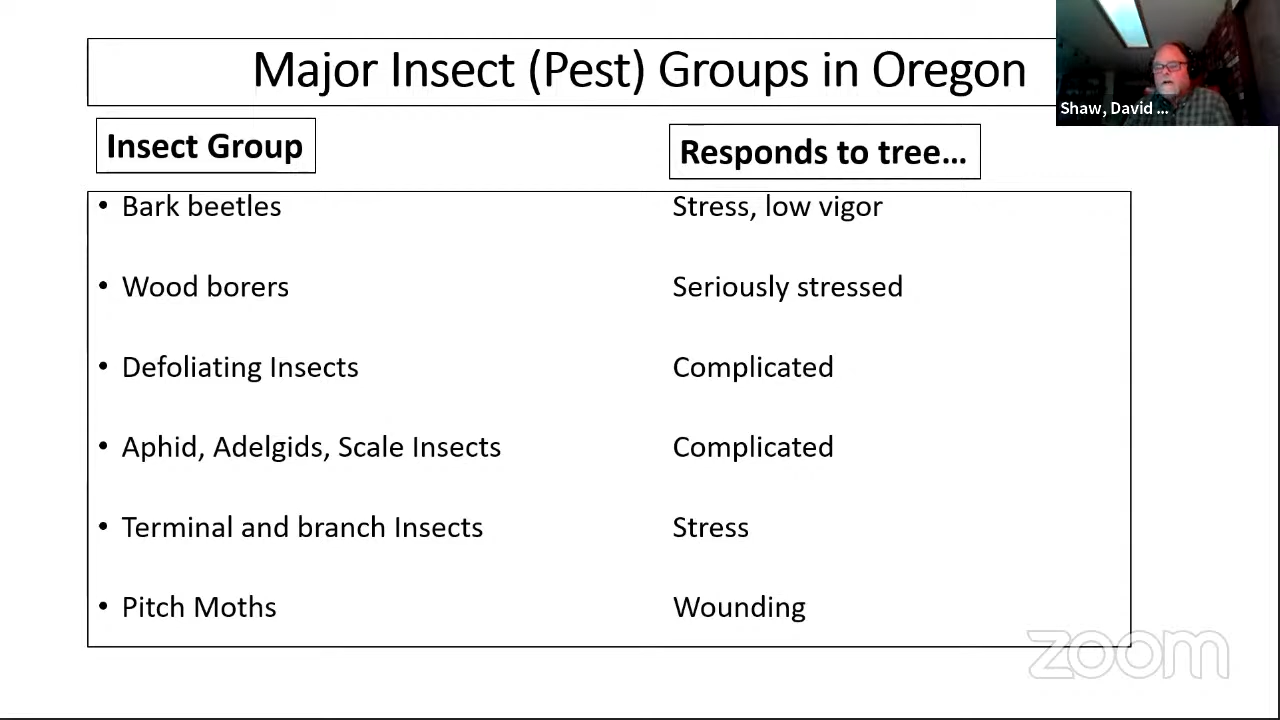 Major Insect (Pest) Groups in Oregon
Shaw, David ...
Insect Group
Responds to tree...
• Bark beetles Stress, low vigor
• Wood borers Seriously stressed
• Defoliating Insects Complicated
• Aphid, Adelgids, Scale Insects Complicated
• Terminal and branch Insects Stress
• Pitch Moths Wounding
zoom